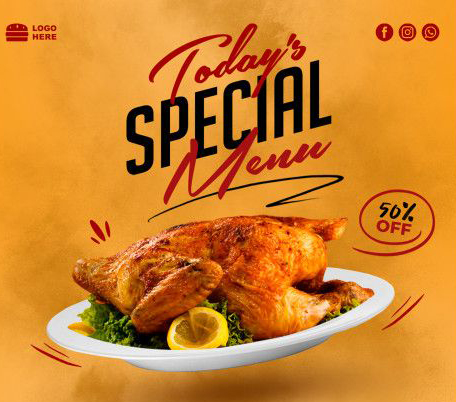 LOGO
HERE
Today's
SPECIAL
Menu
50%
OFF